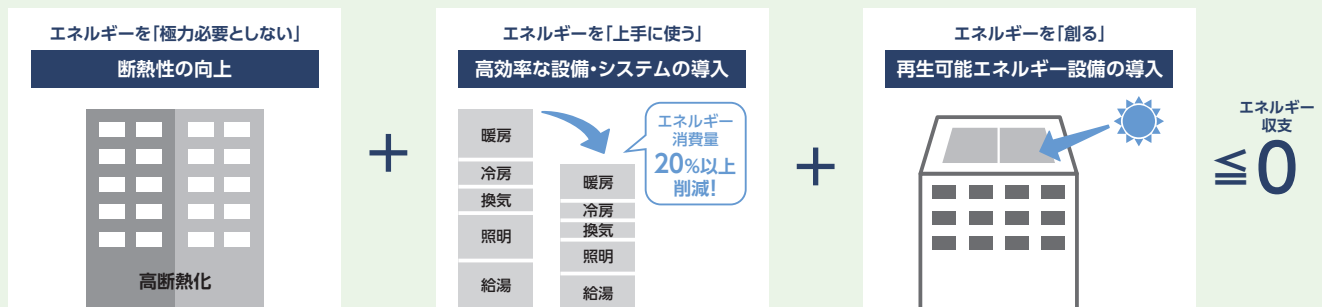 エネルギーを「極力必要としない」
断熱性の向上
高断熱化
＋
エネルギーを「上手に使う」
高効率な設備・システムの導入
暖房
冷房
換気
照明
給湯
暖房
冷房
換気
照明
給湯
エネルギー
消費量
20%以上
削減!
＋
エネルギーを「創る」
再生可能エネルギー設備の導入
エネルギー
収支
≦0